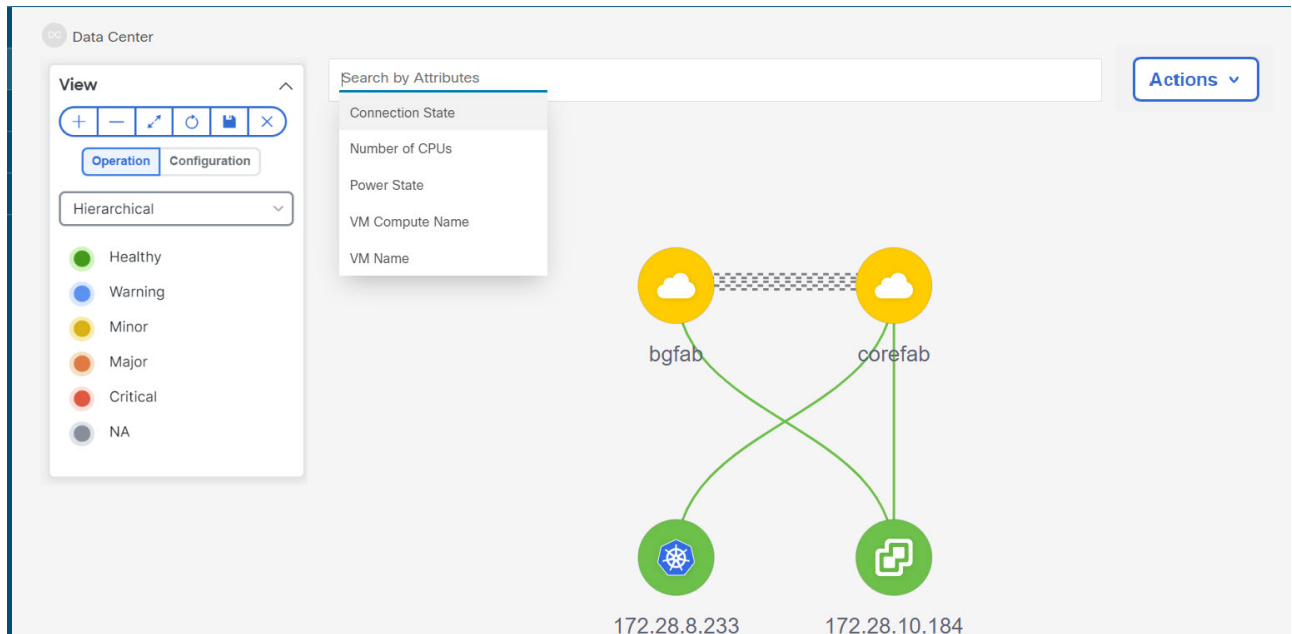 DC Data Center
View
Search by Attributes
Actions
Connection State
Operation Configuration
Number of CPUs
Hierarchical
Power State
VM Compute Name
Healthy
VM Name
Warning
Minor
Major
Critical
NA
bgfab corefab
172.28.8.233 172.28.10.184